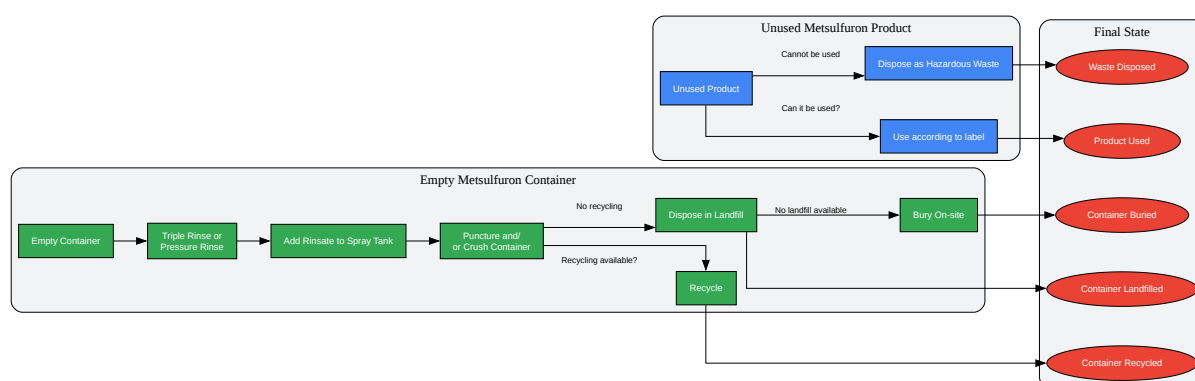 Unused Metsulfuron Product
Cannot be used
Dispose as Hazardous Waste
Unused Product
Can it be used?
Use according to label
Final State
Waste Disposed
Product Used
Container Buried
Container Landfilled
Container Recycled
Empty Metsulfuron Container
Empty Container
Triple Rinse or
Pressure Rinse
Add Rinsate to Spray Tank
Puncture and/
or Crush Container
No recycling
Recycling available?
Dispose in Landfill
No landfill available
Bury On-site
Recycle